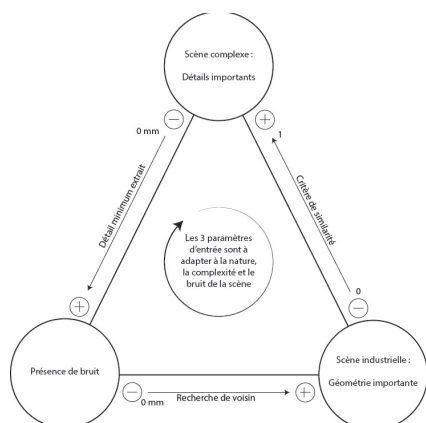 Scène complexe :
Détails importants
−
0 mm
+
1
Détail minimum extrait
Critère de similarité
Les 3 paramètres
d'entrée sont à
adapter à la nature,
la complexité et le
bruit de la scène
+
0
−
Présence de bruit
Scène industrielle :
Géométrie importante
−
0 mm
Recherche de voisin
+